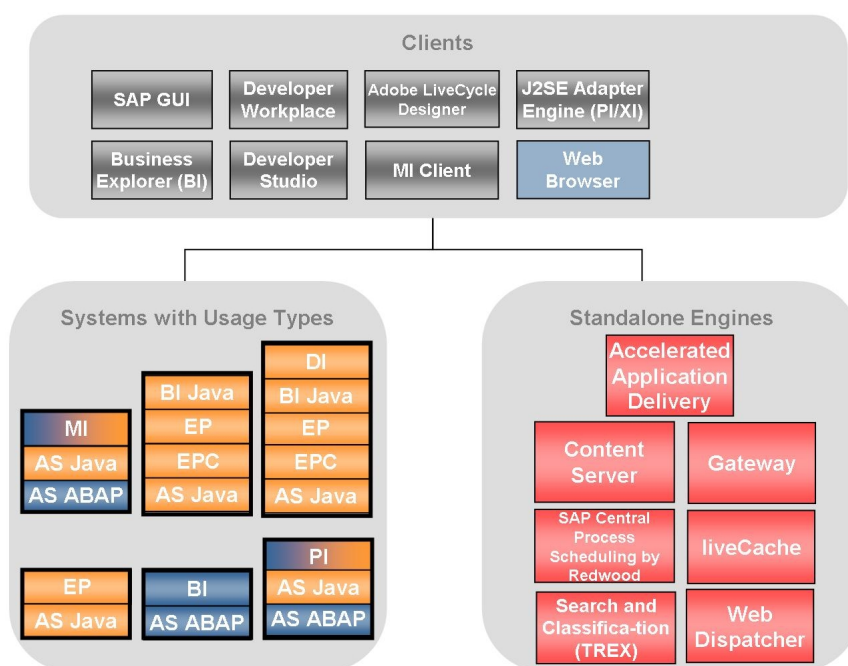 Clients
SAP GUI
Developer
Workplace
Adobe LiveCycle
Designer
J2SE Adapter
Engine (PI/XI)
Business
Explorer (BI)
Developer
Studio
MI Client
Web
Browser
Systems with Usage Types
MI
AS Java
AS ABAP
BI Java
EP
EPC
AS Java
DI
BI Java
EP
EPC
AS Java
EP
AS Java
BI
AS ABAP
PI
AS Java
AS ABAP
Standalone Engines
Accelerated
Application
Delivery
Content
Server
Gateway
SAP Central
Process
Scheduling by
Redwood
liveCache
Search and
Classifica-tion
(TREX)
Web
Dispatcher